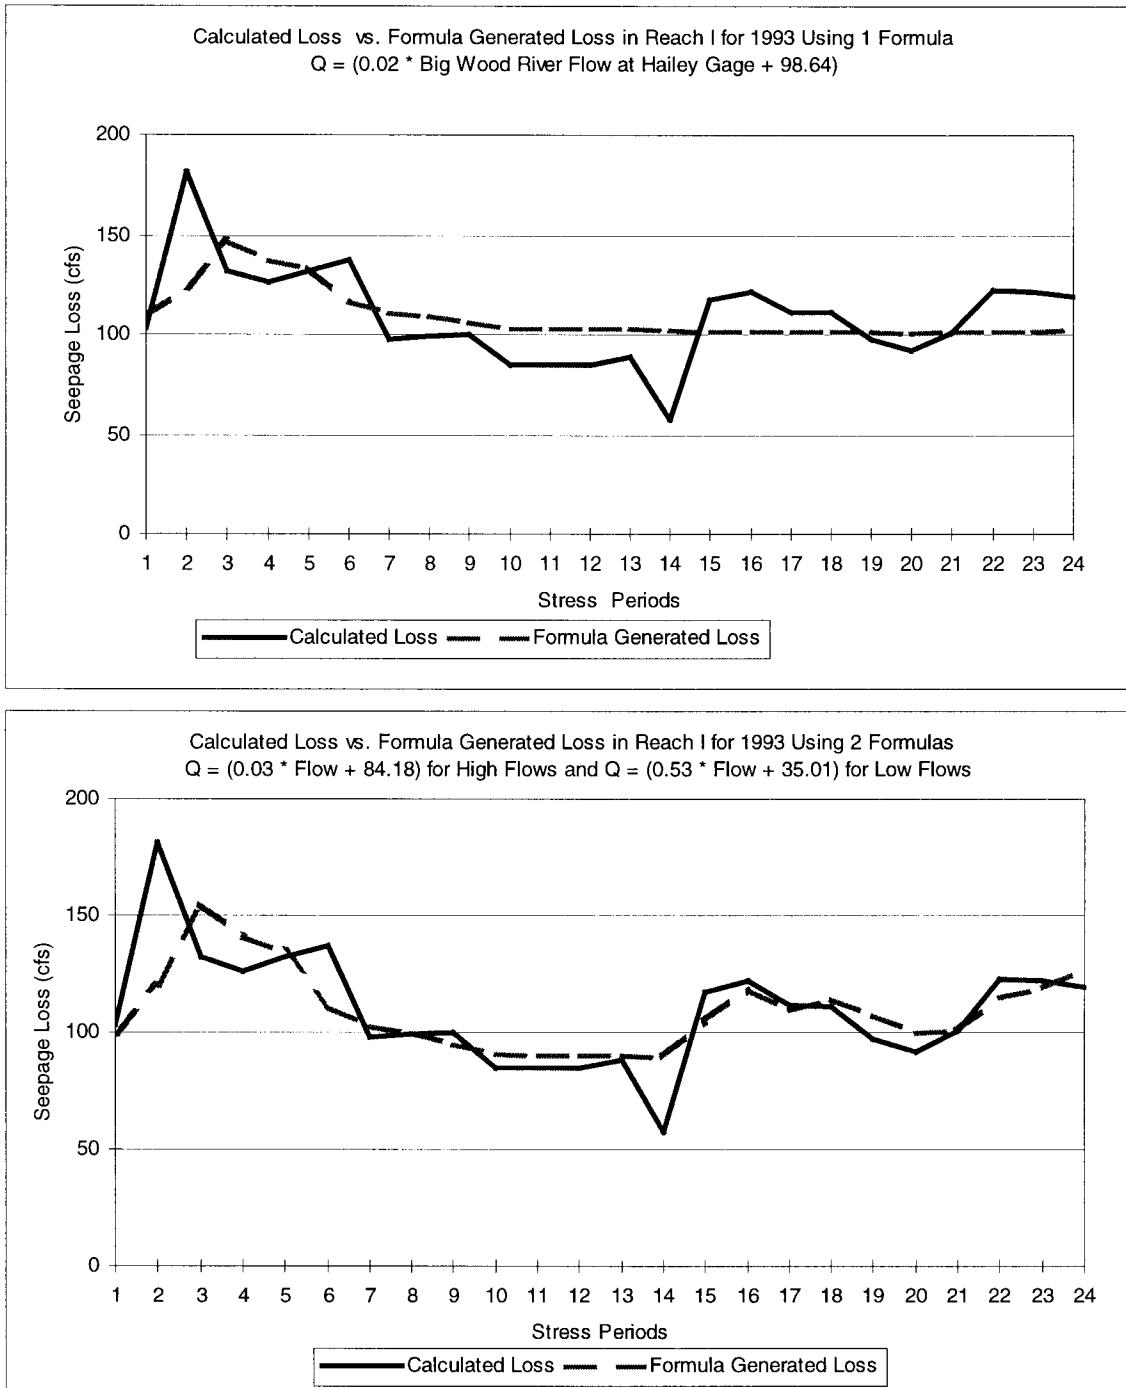 Calculated Loss vs. Formula Generated Loss in Reach I for 1993 Using 1 Formula
Q = (0.02 * Big Wood River Flow at Hailey Gage + 98.64)
200
150
100
50
0
Seepage Loss (cfs)
1 2 3 4 5 6 7 8 9 10 11 12 13 14 15 16 17 18 19 20 21 22 23 24
Stress Periods
Calculated Loss Formula Generated Loss
Calculated Loss vs. Formula Generated Loss in Reach I for 1993 Using 2 Formulas
Q = (0.03 * Flow + 84.18) for High Flows and Q = (0.53 * Flow + 35.01) for Low Flows
200
150
100
50
0
Seepage Loss (cfs)
1 2 3 4 5 6 7 8 9 10 11 12 13 14 15 16 17 18 19 20 21 22 23 24
Stress Periods
Calculated Loss Formula Generated Loss